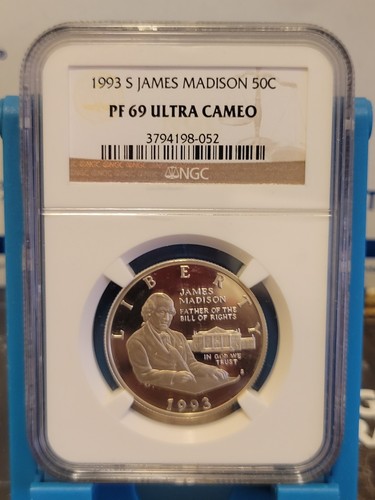 1993 S JAMES MADISON 50C
PF 69 ULTRA CAMEO
3794198-052
NGC
LIBERTY
JAMES
MADISON
FATHER OF THE
BILL OF RIGHTS
IN GOD WE
TRUST
S
1993